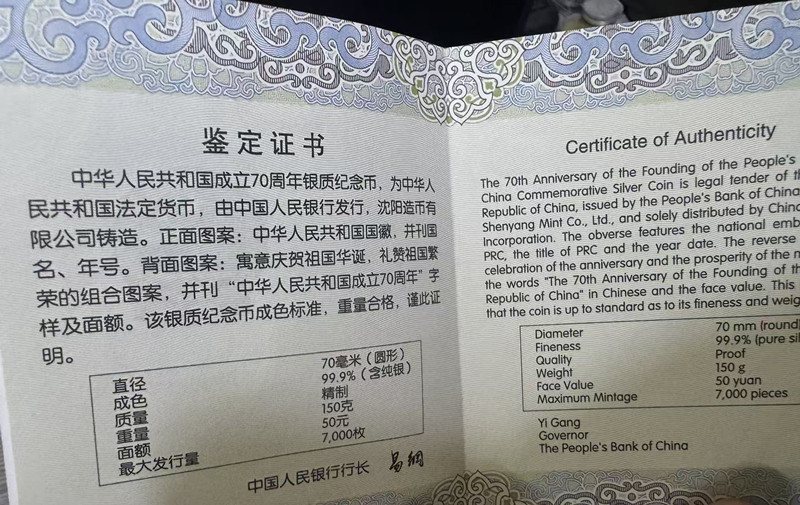 鉴定证书
中华人民共和国成立70周年银质纪念币，为中华人
民共和国法定货币，由中国人民银行发行，沈阳造币有
限公司铸造。正面图案：中华人民共和国国徽，并刊国
名、年号。背面图案：寓意庆贺祖国华诞，礼赞祖国繁
荣的组合图案，并刊“中华人民共和国成立70周年”字
样及面额。该银质纪念币成色标准，重量合格，谨此证
明。
直径 70毫米（圆形）
成色 99.9%（含纯银）
质量 精制
重量 150克
面额 50元
最大发行量 7,000枚
中国人民银行行长 易纲
Certificate of Authenticity
The 70th Anniversary of the Founding of the People's
China Commemorative Silver Coin is legal tender of
Republic of China, issued by the People's Bank of China
Shenyang Mint Co., Ltd., and solely distributed by
Incorporation. The obverse features the national
PRC, the title of PRC and the year date. The reverse
celebration of the anniversary and the prosperity of the
the words "The 70th Anniversary of the Founding of
Republic of China" in Chinese and the face value. This
that the coin is up to standard as to its fineness and
Diameter 70 mm (round)
Fineness 99.9% (pure
Quality Proof
Weight 150 g
Face Value 50 yuan
Maximum Mintage 7,000 pieces
Yi Gang
Governor
The People's Bank of China